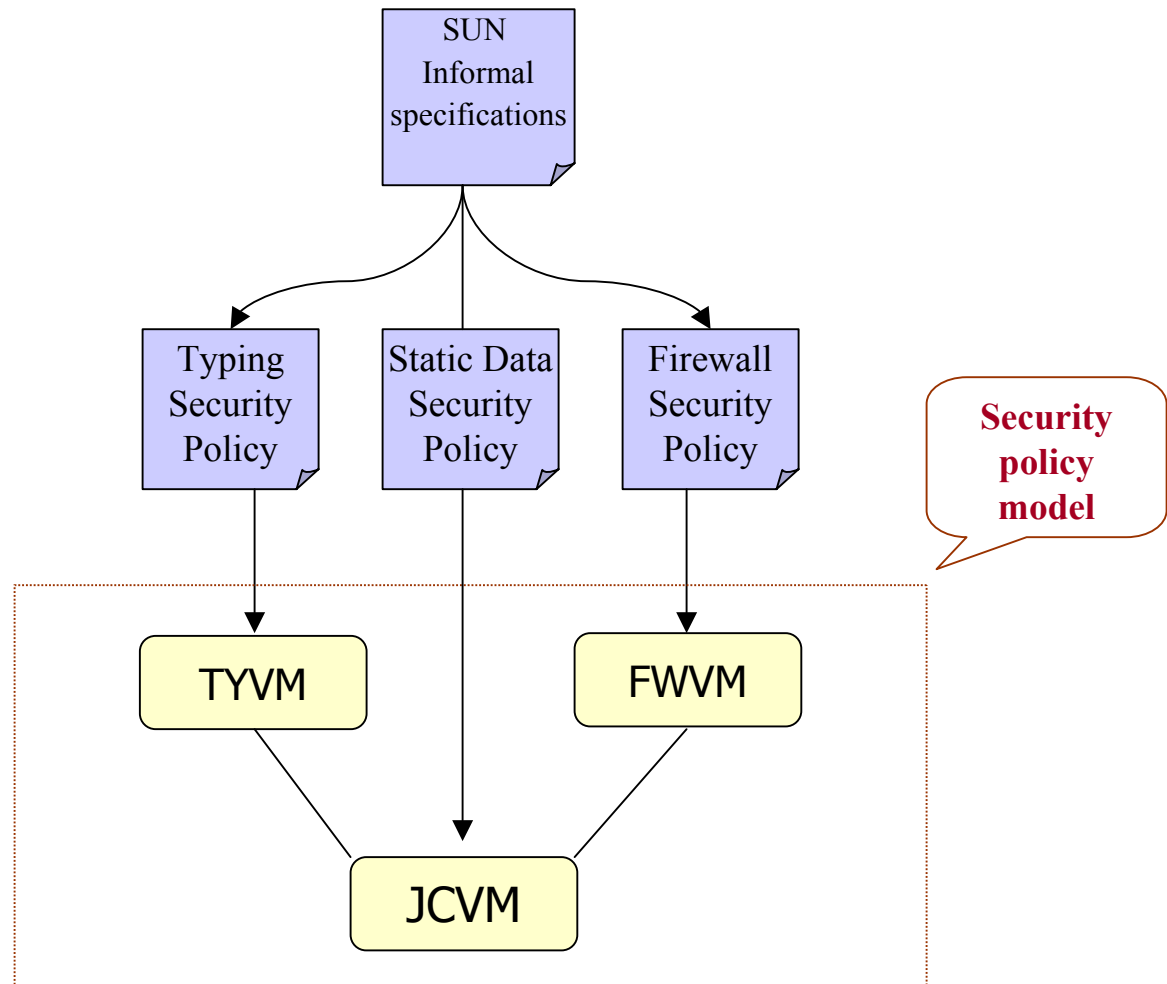 SUN
Informal
specifications
Typing
Security
Policy
Static Data
Security
Policy
Firewall
Security
Policy
Security
policy
model
TYVM
FWVM
JCVM